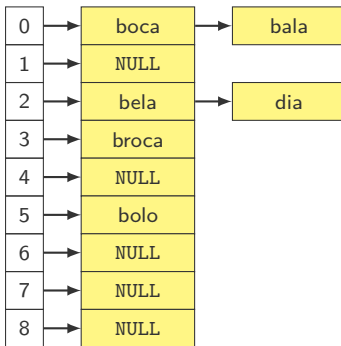 0 boca bala
1 NULL
2 bela dia
3 broca
4 NULL
5 bolo
6 NULL
7 NULL
8 NULL